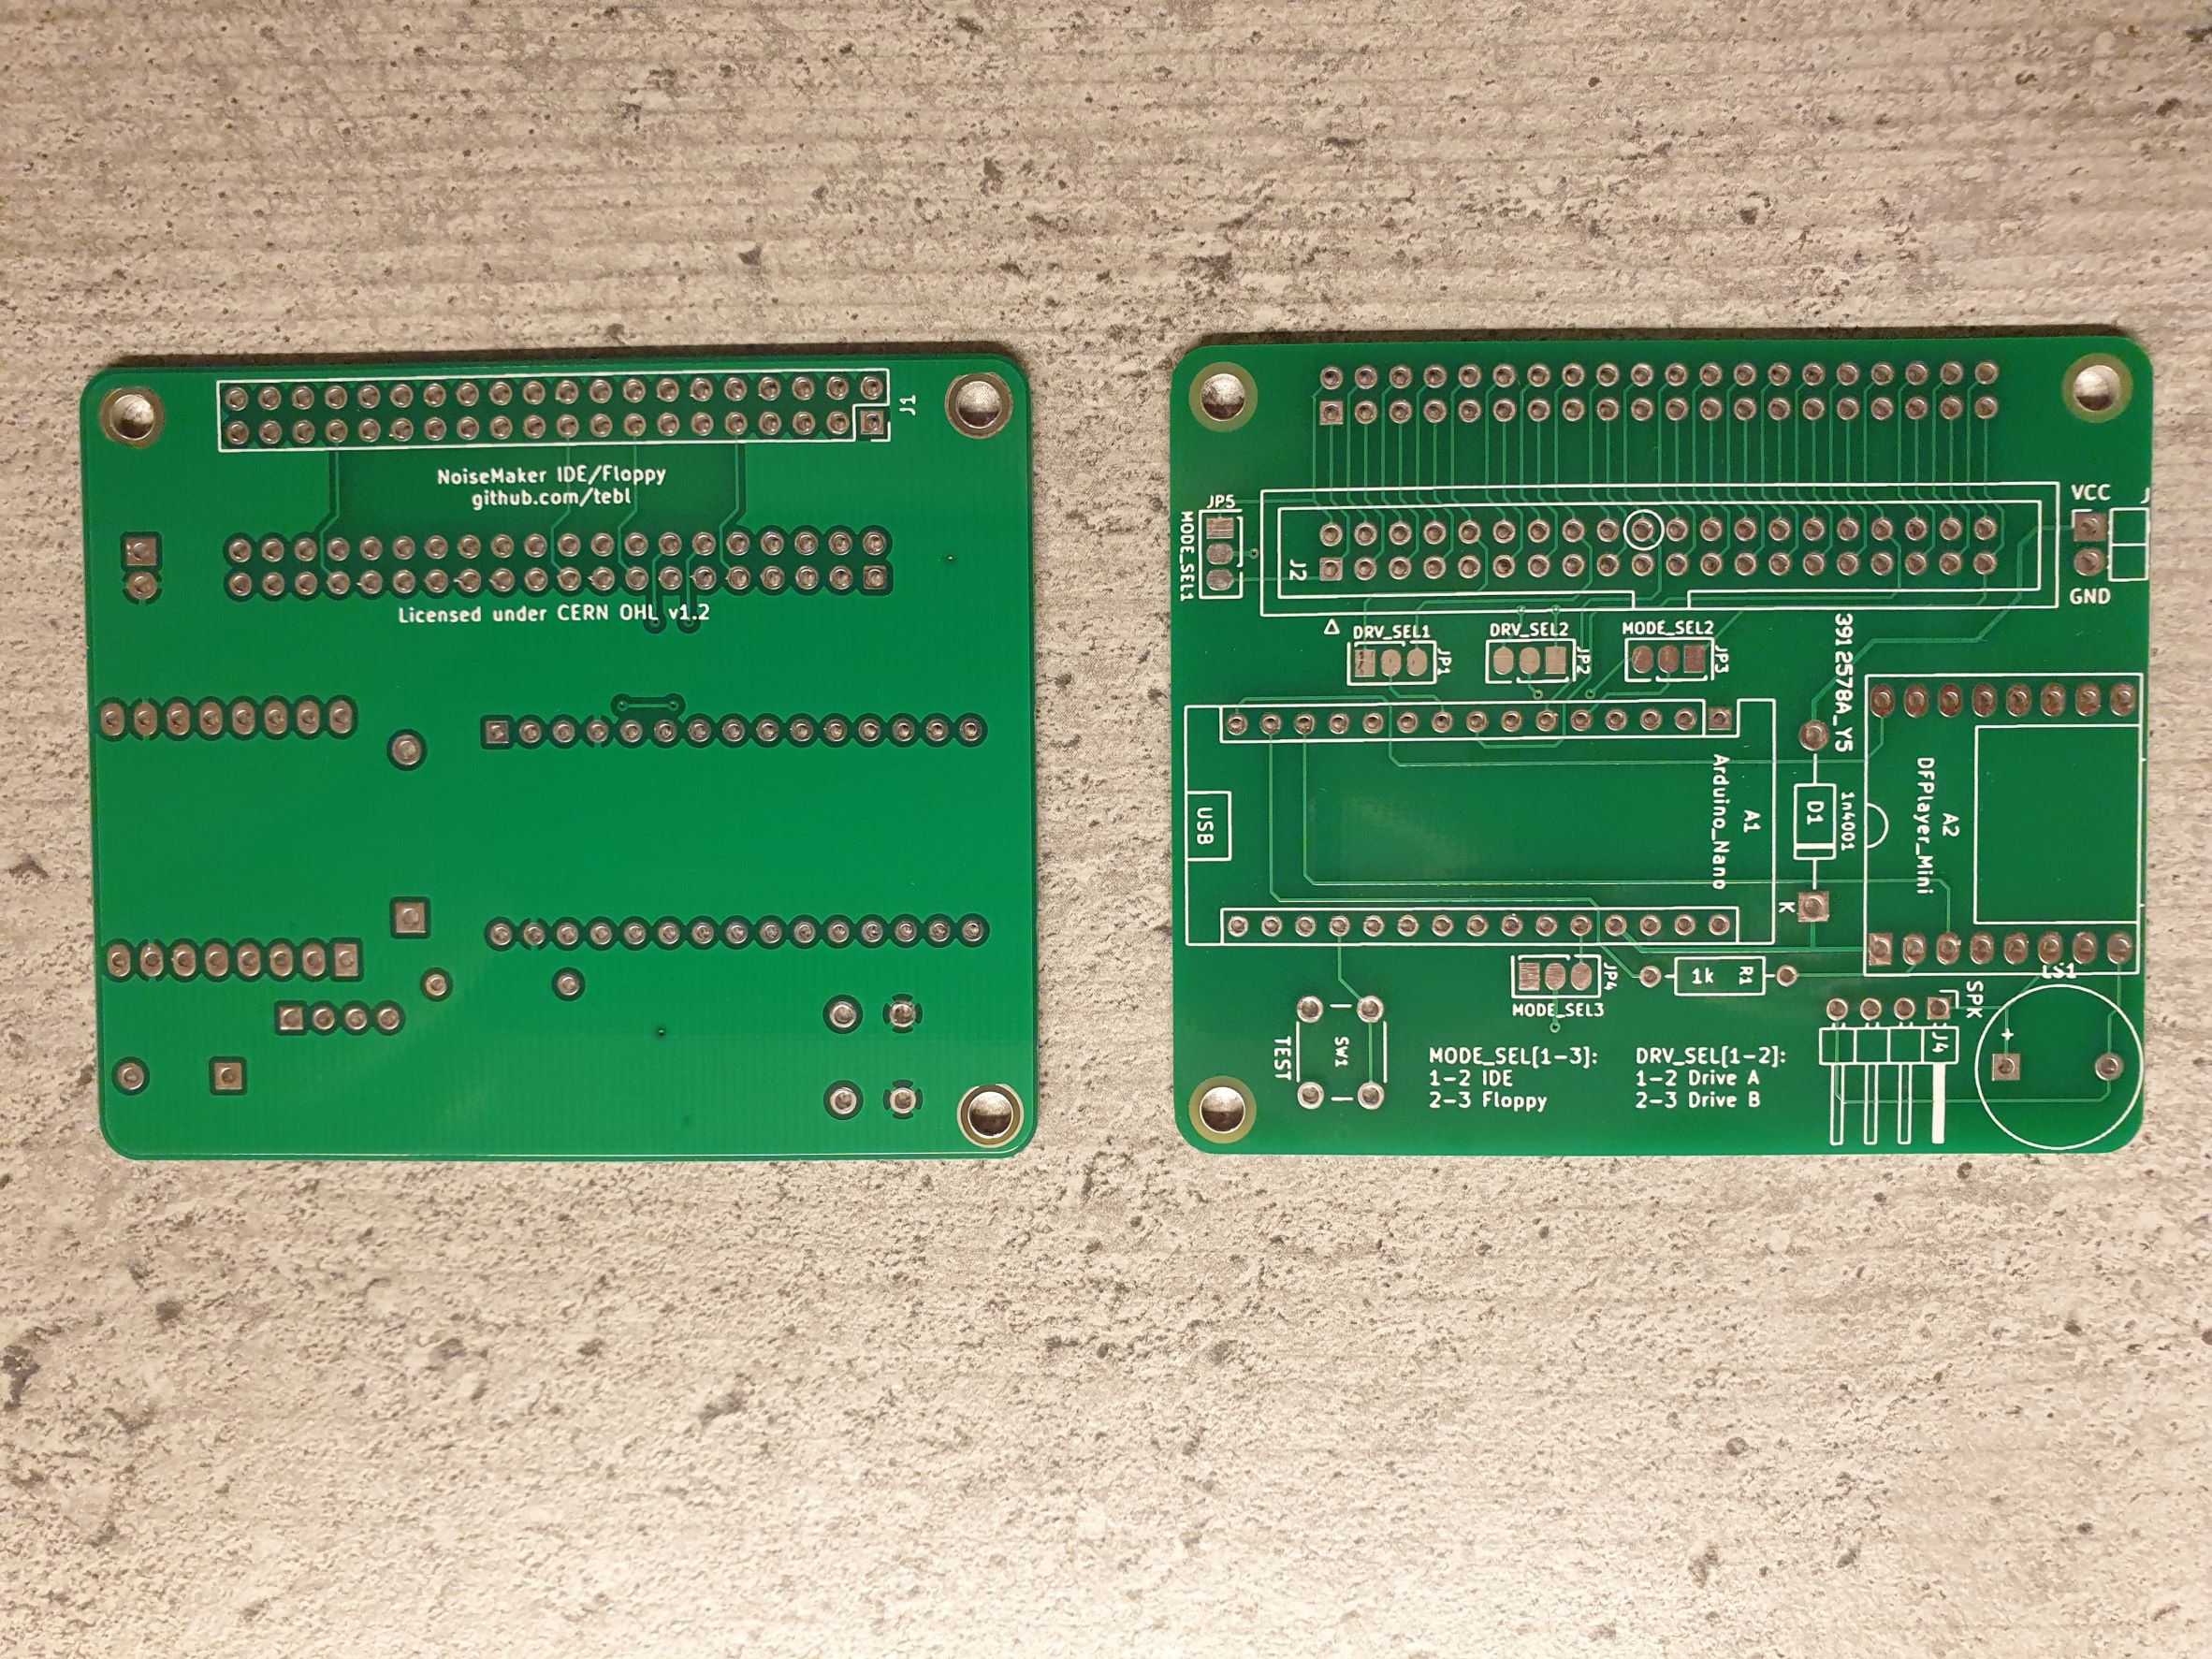 J1
NoiseMaker IDE/Floppy
github.com/tebl
Licensed under CERN OHL v1.2
JP5
MODE_SEL1
VCC
J
GND
J2
DRV_SEL1
JP1
DRV_SEL2
JP2
MODE_SEL2
JP3
3912578A_Y5
USB
Arduino_Nano
A1
D1
1n4001
K
DFPlayer_Mini
A2
JP4
MODE_SEL3
1k
R1
LS1
SPK
J4
+
TEST
SW1
MODE_SEL[1-3]:
1-2 IDE
2-3 Floppy
DRV_SEL[1-2]:
1-2 Drive A
2-3 Drive B